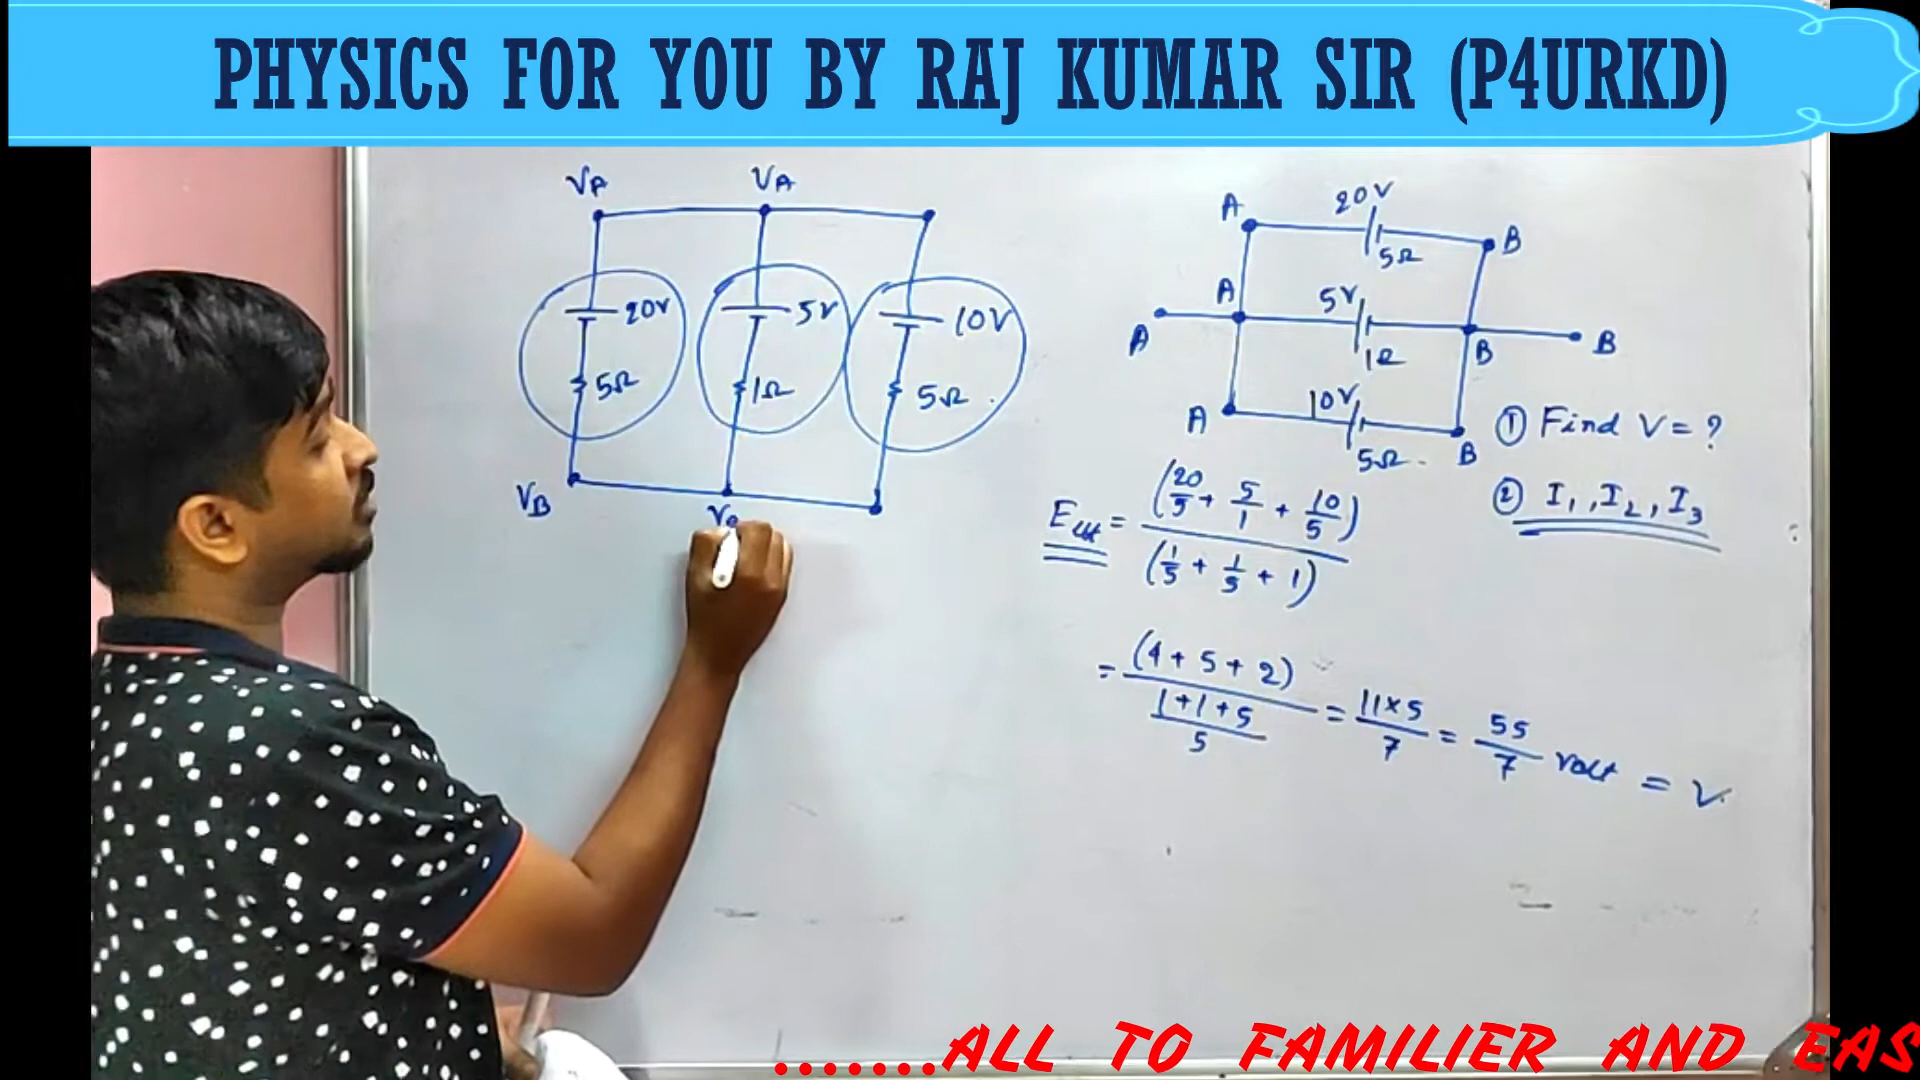 PHYSICS FOR YOU BY RAJ KUMAR SIR (P4URKD)
VA VA
20V 5V 10V
5Ω 1Ω 5Ω
VB
A 20V B
5Ω
A 5V
A 1Ω B B
A 10V B
5Ω
① Find V = ?
② I₁, I₂, I₃
= (20/5 + 5/1 + 10/5) / (1/5 + 1/5 + 1)
= (4 + 5 + 2) / ((1+1+5)/5) = 11×5/7 = 55/7 volt = V
.......ALL TO FAMILIER AND EAS